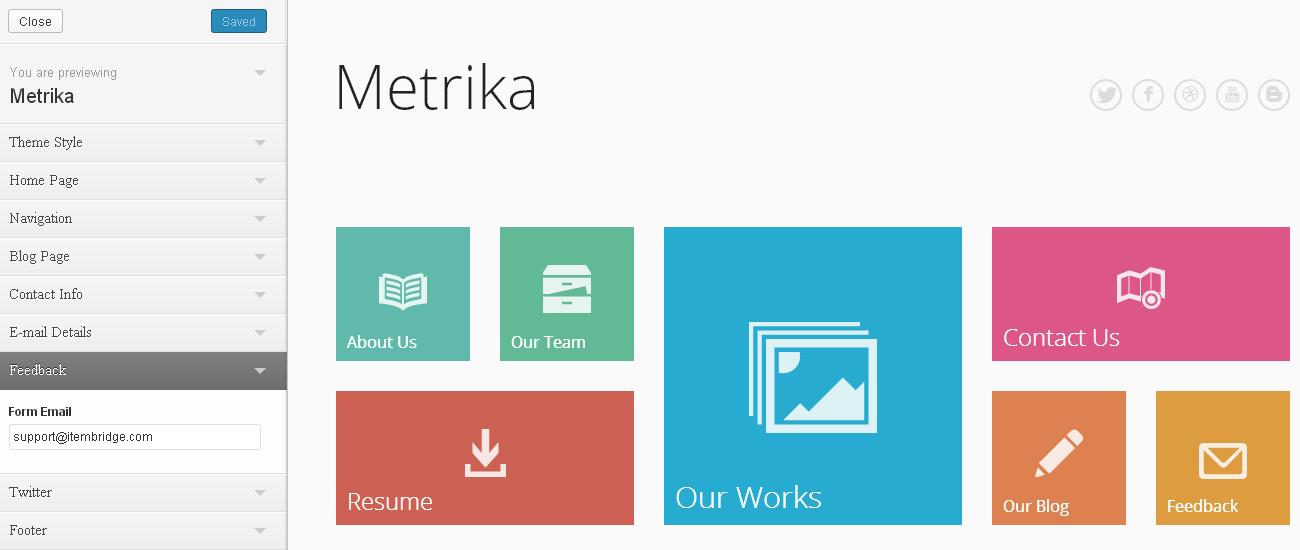 Close
Saved
You are previewing
Metrika
Theme Style
Home Page
Navigation
Blog Page
Contact Info
E-mail Details
Feedback
Form Email
support@itembridge.com
Twitter
Footer
Metrika
About Us
Our Team
Resume
Our Works
Contact Us
Our Blog
Feedback